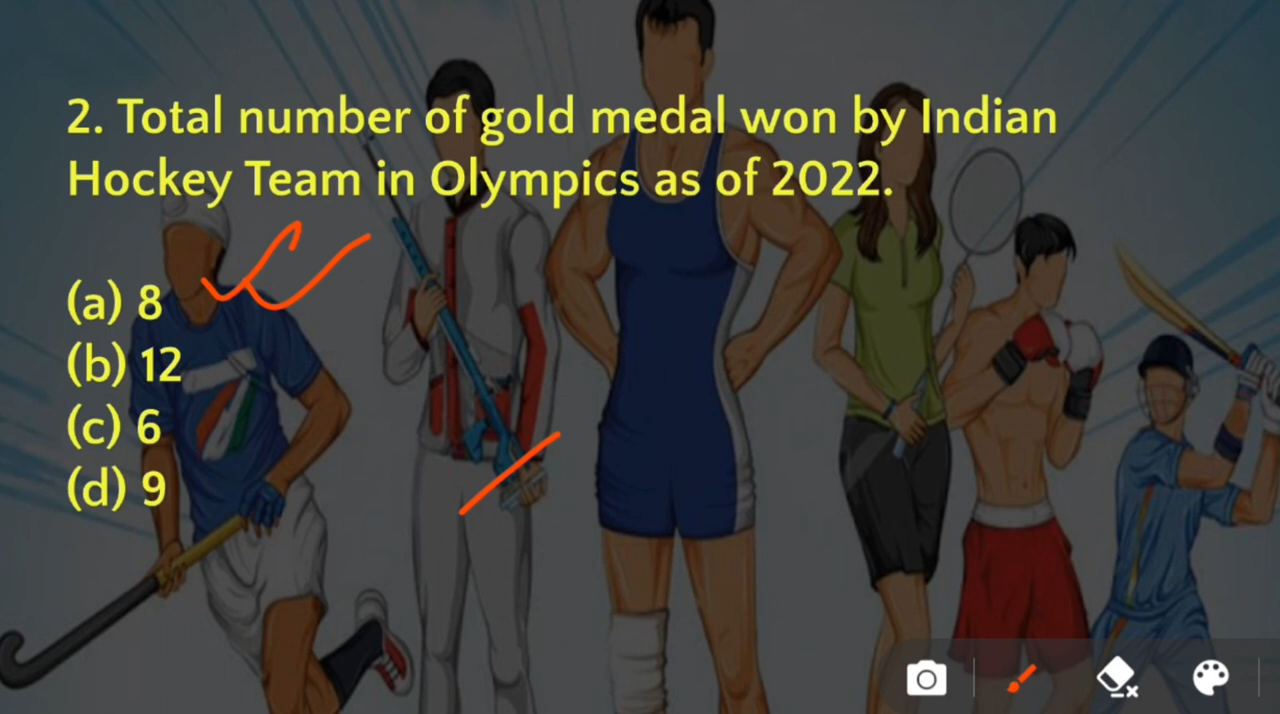 2. Total number of gold medal won by Indian
Hockey Team in Olympics as of 2022.
(a) 8
(b) 12
(c) 6
(d) 9